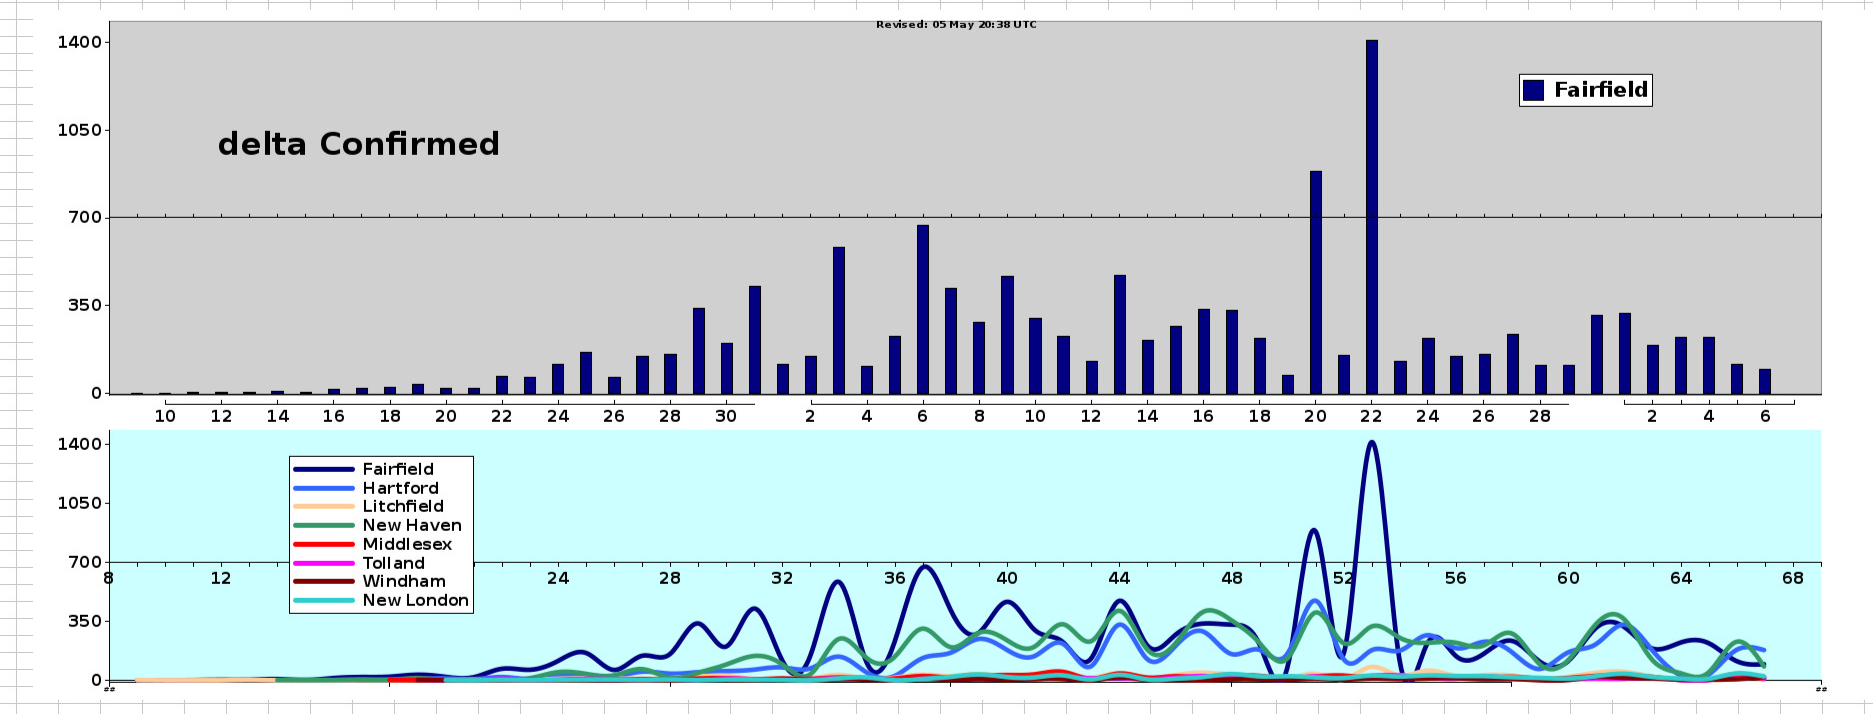 Revised: 05 May 20:38 UTC
1400
Fairfield
1050
delta Confirmed
700
350
0
10 12 14 16 18 20 22 24 26 28 30 2 4 6 8 10 12 14 16 18 20 22 24 26 28 2 4 6
1400
Fairfield
Hartford
1050
Litchfield
New Haven
Middlesex
700
Tolland
8 12 24 28 32 36 40 44 48 52 56 60 64 68
Windham
New London
350
0
## ##